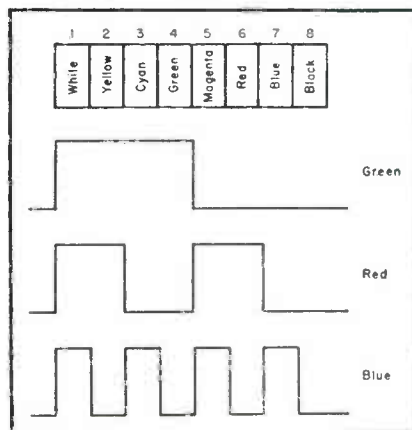 1 2 3 4 5 6 7 8
White Yellow Cyan Green Magenta Red Blue Black
Green
Red
Blue